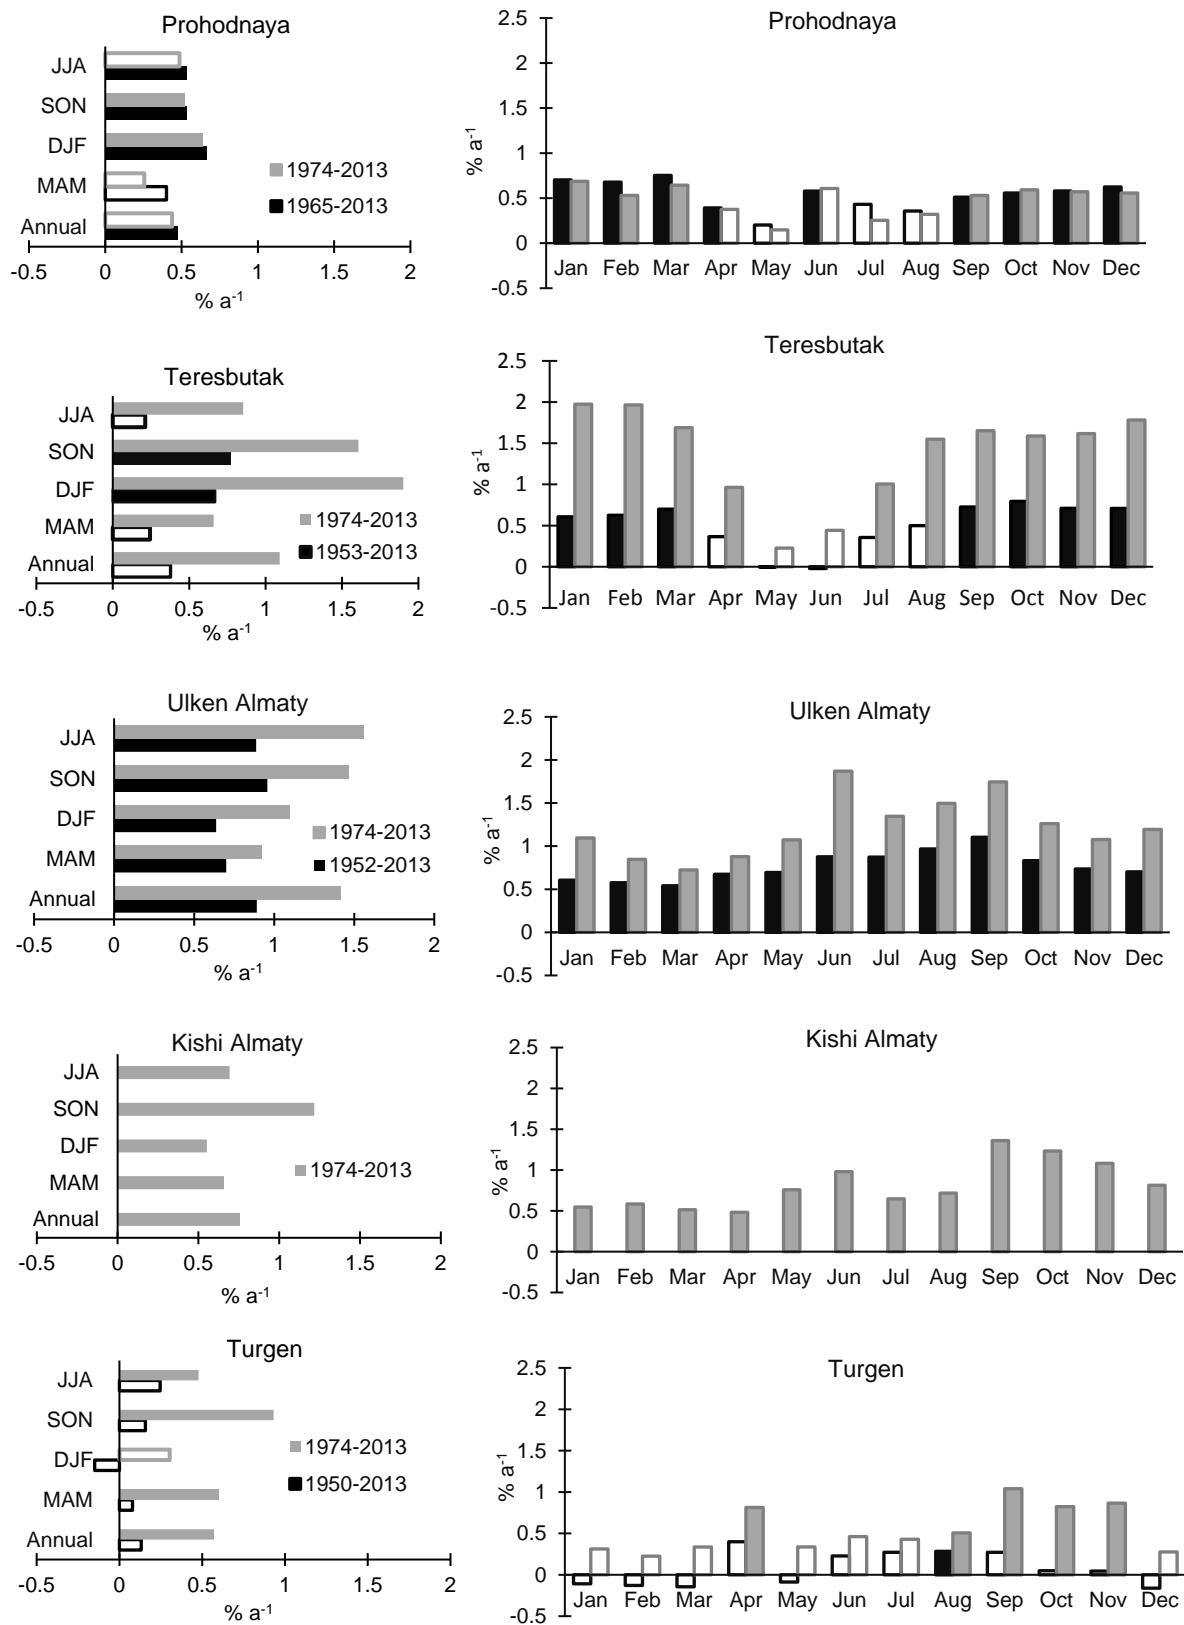 Prohodnaya
JJA
SON
DJF
MAM
Annual
1974-2013
1965-2013
-0.5 0 0.5 1 1.5 2
% a-1
Prohodnaya
2.5
2
1.5
1
0.5
0
-0.5
% a-1
Jan Feb Mar Apr May Jun Jul Aug Sep Oct Nov Dec
Teresbutak
JJA
SON
DJF
MAM
Annual
1974-2013
1953-2013
-0.5 0 0.5 1 1.5 2
% a-1
Teresbutak
2.5
2
1.5
1
0.5
0
-0.5
% a-1
Jan Feb Mar Apr May Jun Jul Aug Sep Oct Nov Dec
Ulken Almaty
JJA
SON
DJF
MAM
Annual
1974-2013
1952-2013
-0.5 0 0.5 1 1.5 2
% a-1
Ulken Almaty
2.5
2
1.5
1
0.5
0
-0.5
% a-1
Jan Feb Mar Apr May Jun Jul Aug Sep Oct Nov Dec
Kishi Almaty
JJA
SON
DJF
MAM
Annual
1974-2013
-0.5 0 0.5 1 1.5 2
% a-1
Kishi Almaty
2.5
2
1.5
1
0.5
0
-0.5
% a-1
Jan Feb Mar Apr May Jun Jul Aug Sep Oct Nov Dec
Turgen
JJA
SON
DJF
MAM
Annual
1974-2013
1950-2013
-0.5 0 0.5 1 1.5 2
% a-1
Turgen
2.5
2
1.5
1
0.5
0
-0.5
% a-1
Jan Feb Mar Apr May Jun Jul Aug Sep Oct Nov Dec